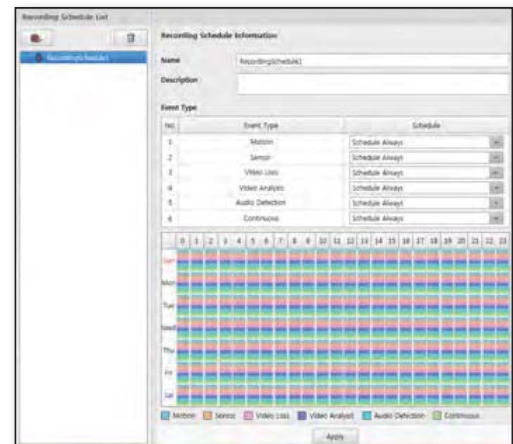 Recording Schedule List
RecordingSchedule1
Recording Schedule Information
Name
RecordingSchedule1
Description
Event Type
No. Event Type Schedule
1 Motion Schedule Always
2 Sensor Schedule Always
3 Video Loss Schedule Always
4 Video Analysis Schedule Always
5 Audio Detection Schedule Always
6 Continuous Schedule Always
0 1 2 3 4 5 6 7 8 9 10 11 12 13 14 15 16 17 18 19 20 21 22 23
Sun
Mon
Tue
Wed
Thu
Fri
Sat
Motion Sensor Video Loss Video Analysis Audio Detection Continuous
Apply